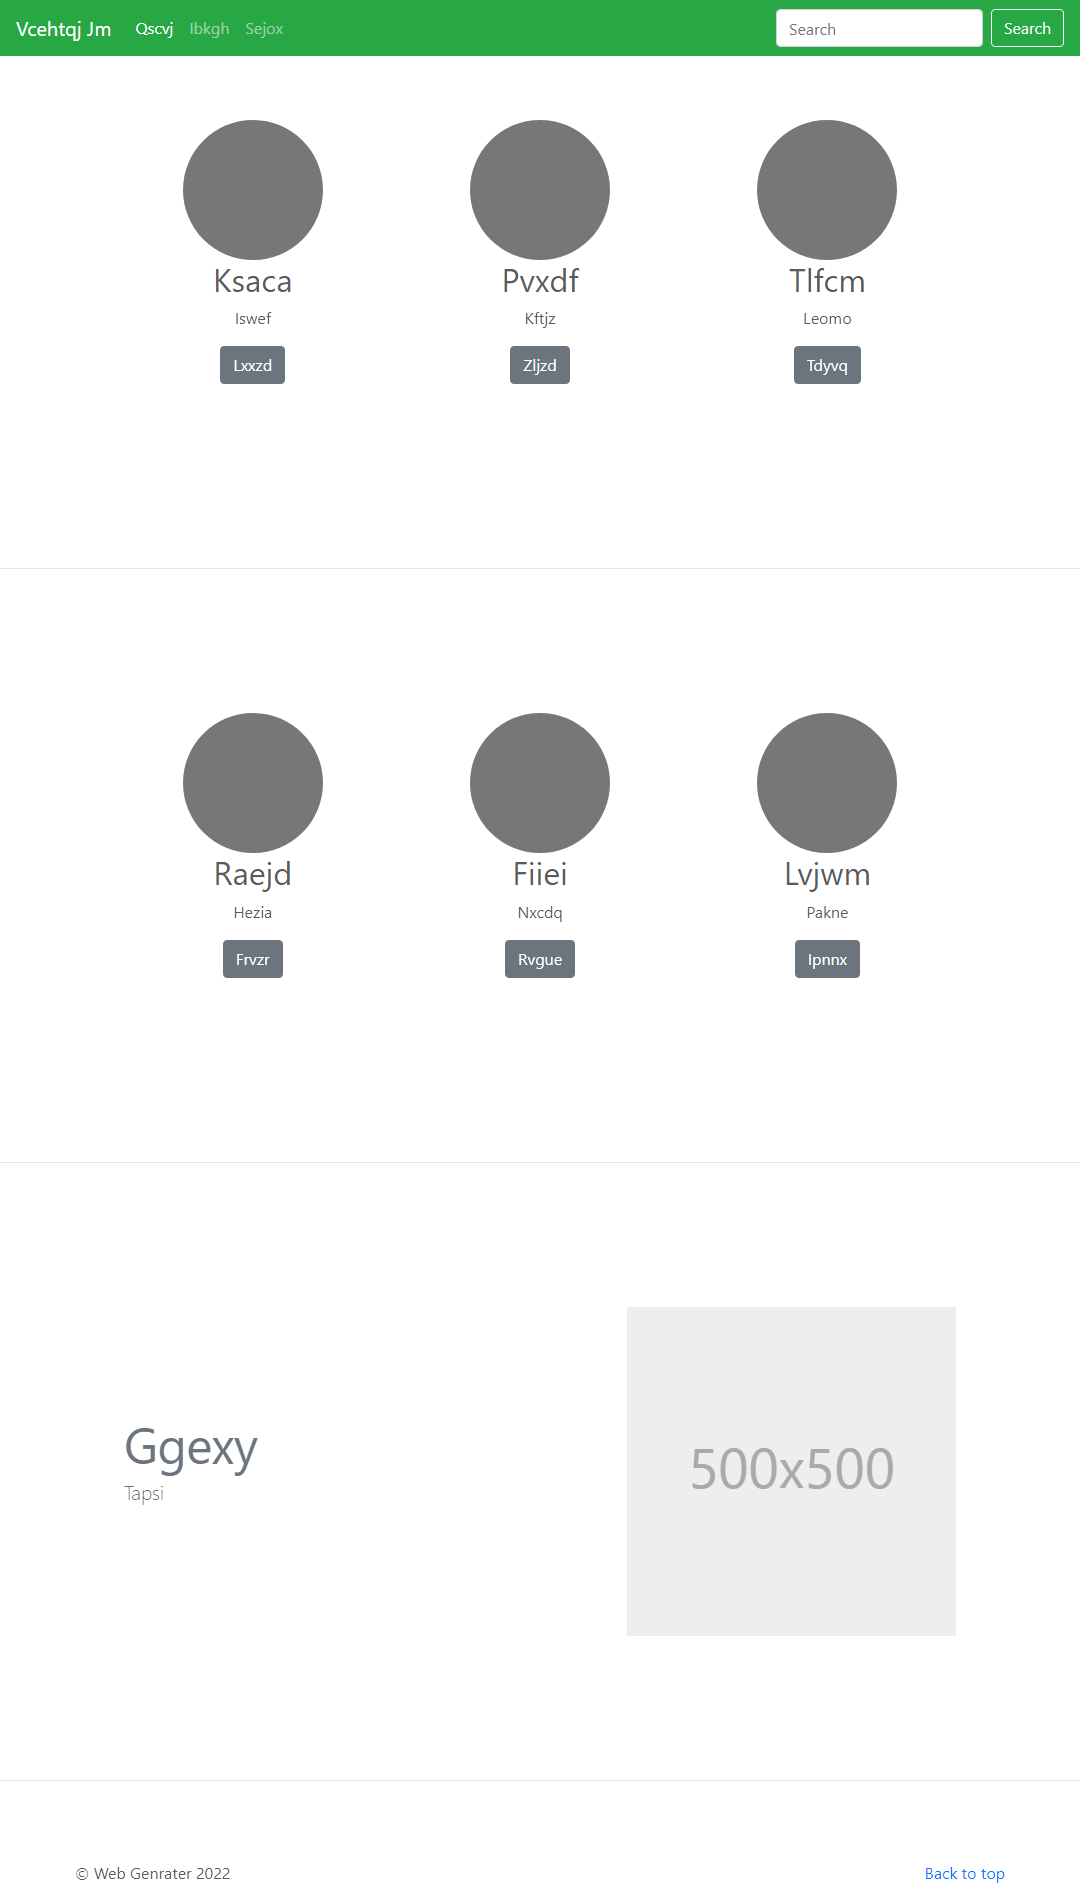 Vcehtqj Jm Qscvj Ibkgh Sejox Search Search
Ksaca Pvxdf Tlfcm
Iswef Kftjz Leomo
Lxxzd Zljzd Tdyvq
Raejd Fiiei Lvjwm
Hezia Nxcdq Pakne
Frvzr Rvgue Ipnnx
Ggexy
Tapsi
500x500
© Web Genrater 2022 Back to top